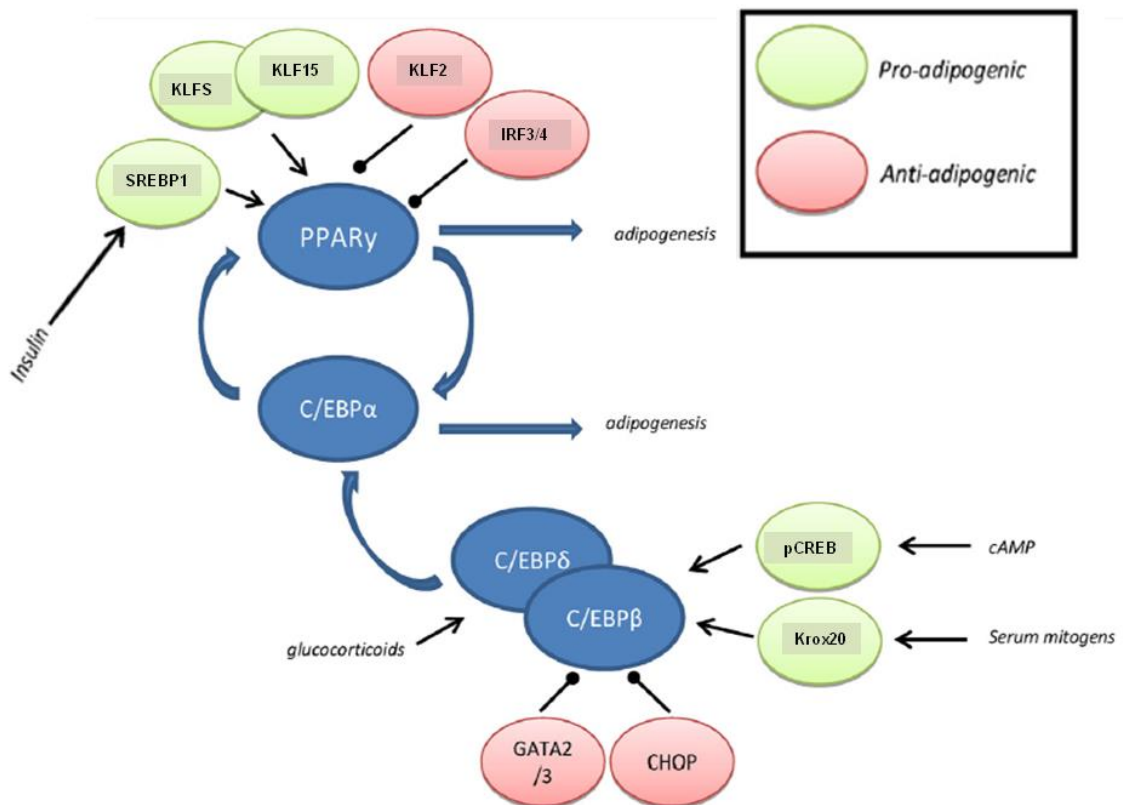 KLF15
KLF2
KLFS
IRF3/4
SREBP1
PPARγ
adipogenesis
Insulin
C/EBPα
adipogenesis
C/EBPδ
C/EBPβ
glucocorticoids
pCREB
cAMP
Krox20
Serum mitogens
GATA2
/3
CHOP
Pro-adipogenic
Anti-adipogenic